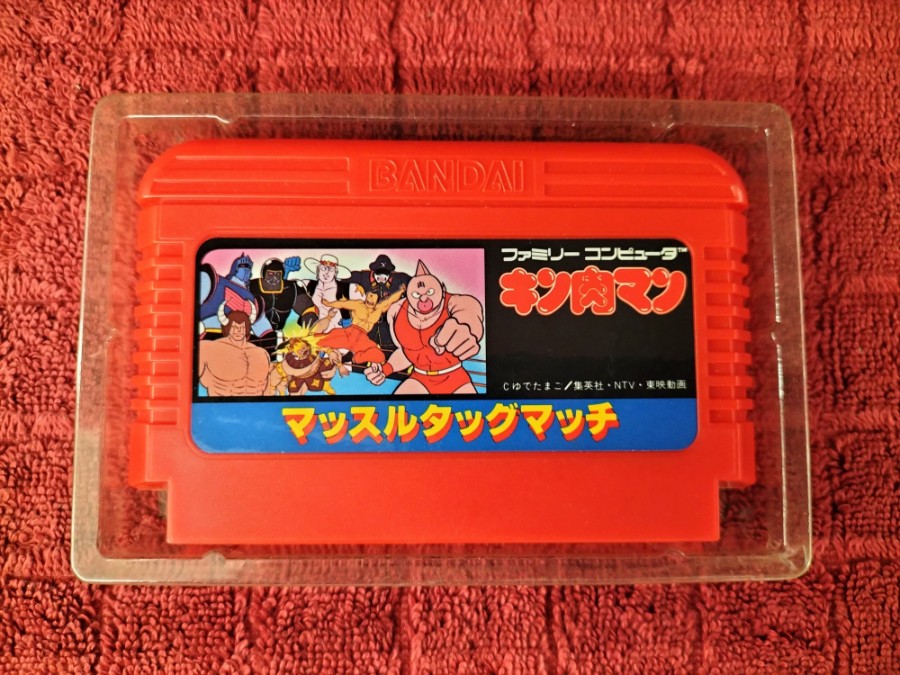 BANDAI
ファミリー コンピュータ™
キン肉マン
©ゆでたまご/集英社・NTV・東映動画
マッスルタッグマッチ